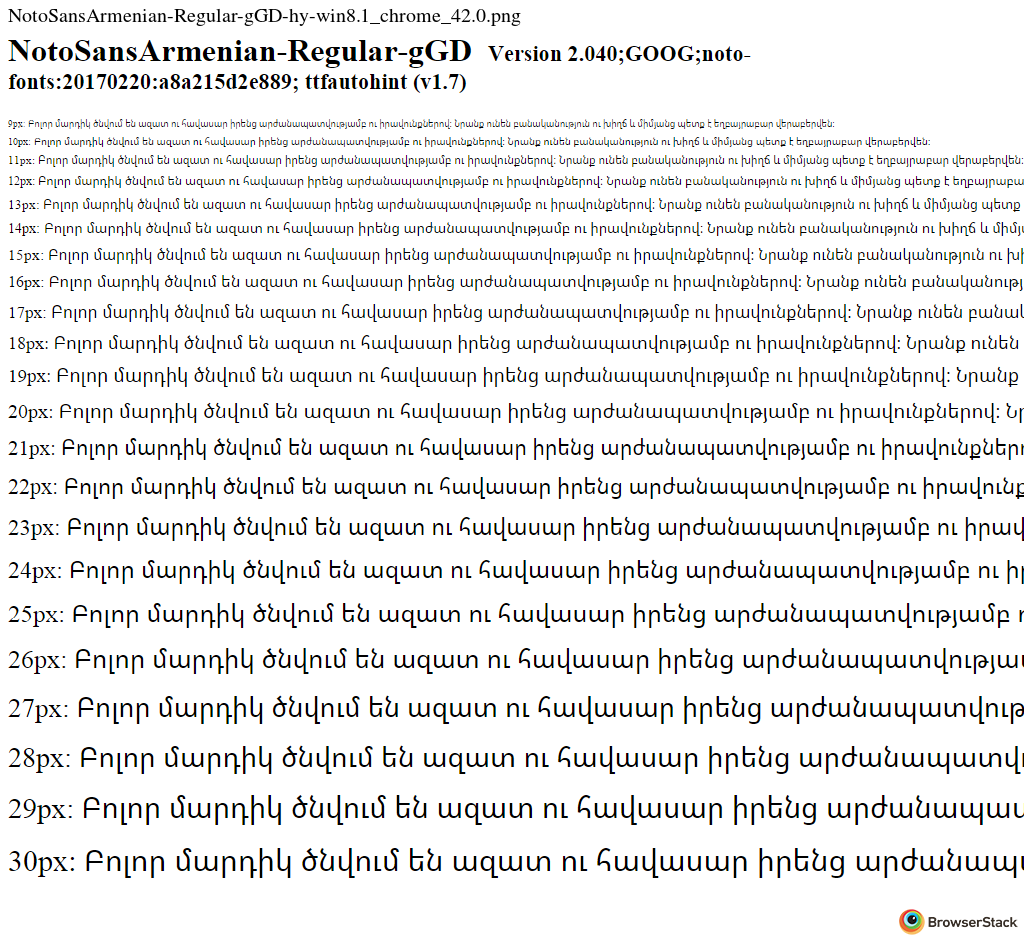 NotoSansArmenian-Regular-gGD-hy-win8.1_chrome_42.0.png
NotoSansArmenian-Regular-gGD Version 2.040;GOOG;noto-
fonts:20170220:a8a215d2e889; ttfautohint (v1.7)
9px: Բոլոր մարդիկ ծնվում են ազատ ու հավասար իրենց արժանապատվությամբ ու իրավունքներով: Նրանք ունեն բանականություն ու խիղճ և միմյանց պետք է եղբայրաբար վերաբերվեն:
10px: Բոլոր մարդիկ ծնվում են ազատ ու հավասար իրենց արժանապատվությամբ ու իրավունքներով: Նրանք ունեն բանականություն ու խիղճ և միմյանց պետք է եղբայրաբար վերաբերվեն:
11px: Բոլոր մարդիկ ծնվում են ազատ ու հավասար իրենց արժանապատվությամբ ու իրավունքներով: Նրանք ունեն բանականություն ու խիղճ և միմյանց պետք է եղբայրաբար վերաբերվեն:
12px: Բոլոր մարդիկ ծնվում են ազատ ու հավասար իրենց արժանապատվությամբ ու իրավունքներով: Նրանք ունեն բանականություն ու խիղճ և միմյանց պետք է եղբայրաբա
13px: Բոլոր մարդիկ ծնվում են ազատ ու հավասար իրենց արժանապատվությամբ ու իրավունքներով: Նրանք ունեն բանականություն ու խիղճ և միմյանց պետք
14px: Բոլոր մարդիկ ծնվում են ազատ ու հավասար իրենց արժանապատվությամբ ու իրավունքներով: Նրանք ունեն բանականություն ու խիղճ և միմյ
15px: Բոլոր մարդիկ ծնվում են ազատ ու հավասար իրենց արժանապատվությամբ ու իրավունքներով: Նրանք ունեն բանականություն ու խի
16px: Բոլոր մարդիկ ծնվում են ազատ ու հավասար իրենց արժանապատվությամբ ու իրավունքներով: Նրանք ունեն բանականությ
17px: Բոլոր մարդիկ ծնվում են ազատ ու հավասար իրենց արժանապատվությամբ ու իրավունքներով: Նրանք ունեն բանակ
18px: Բոլոր մարդիկ ծնվում են ազատ ու հավասար իրենց արժանապատվությամբ ու իրավունքներով: Նրանք ունեն
19px: Բոլոր մարդիկ ծնվում են ազատ ու հավասար իրենց արժանապատվությամբ ու իրավունքներով: Նրանք
20px: Բոլոր մարդիկ ծնվում են ազատ ու հավասար իրենց արժանապատվությամբ ու իրավունքներով: Նր
21px: Բոլոր մարդիկ ծնվում են ազատ ու հավասար իրենց արժանապատվությամբ ու իրավունքներ
22px: Բոլոր մարդիկ ծնվում են ազատ ու հավասար իրենց արժանապատվությամբ ու իրավունք
23px: Բոլոր մարդիկ ծնվում են ազատ ու հավասար իրենց արժանապատվությամբ ու իրավ
24px: Բոլոր մարդիկ ծնվում են ազատ ու հավասար իրենց արժանապատվությամբ ու իր
25px: Բոլոր մարդիկ ծնվում են ազատ ու հավասար իրենց արժանապատվությամբ
26px: Բոլոր մարդիկ ծնվում են ազատ ու հավասար իրենց արժանապատվությա
27px: Բոլոր մարդիկ ծնվում են ազատ ու հավասար իրենց արժանապատվութ
28px: Բոլոր մարդիկ ծնվում են ազատ ու հավասար իրենց արժանապատվ
29px: Բոլոր մարդիկ ծնվում են ազատ ու հավասար իրենց արժանապատ
30px: Բոլոր մարդիկ ծնվում են ազատ ու հավասար իրենց արժանապ
BrowserStack